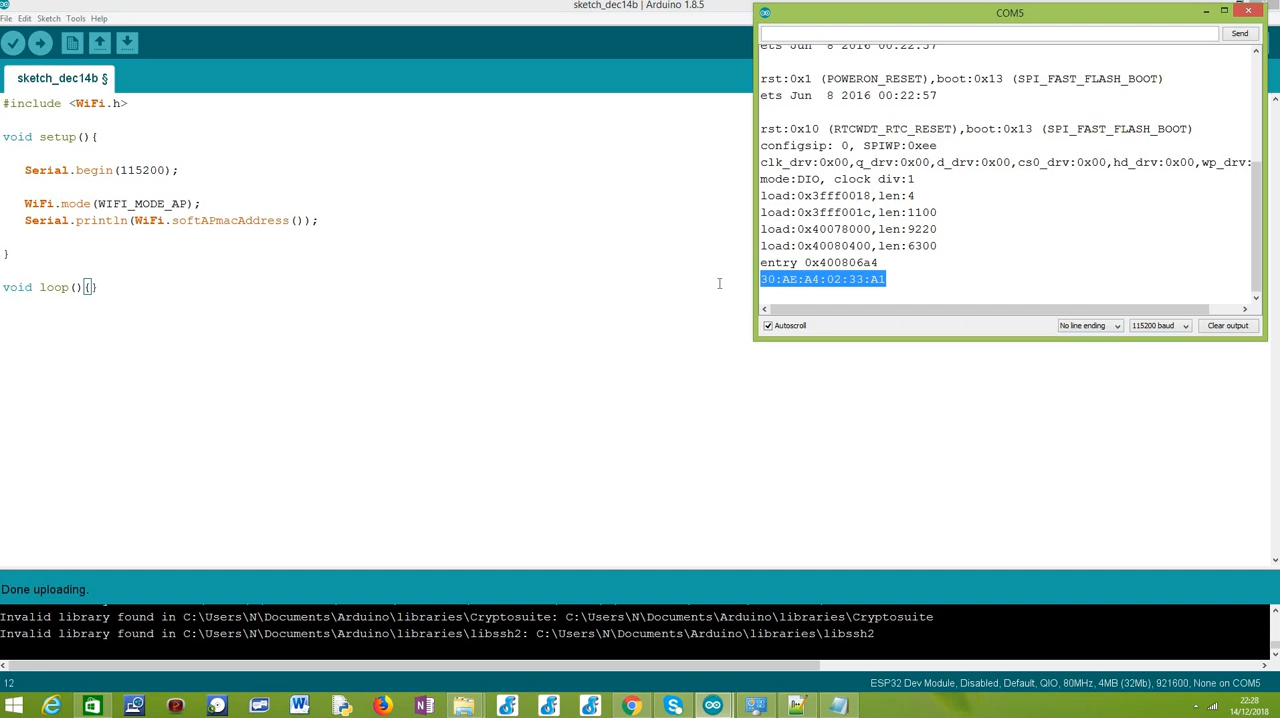 sketch_dec14b | Arduino 1.8.5
File Edit Sketch Tools Help
sketch_dec14b §
#include <WiFi.h>
void setup(){
Serial.begin(115200);
WiFi.mode(WIFI_MODE_AP);
Serial.println(WiFi.softAPmacAddress());
}
void loop(){}
COM5
Send
ets Jun  8 2016 00:22:57
rst:0x1 (POWERON_RESET),boot:0x13 (SPI_FAST_FLASH_BOOT)
ets Jun  8 2016 00:22:57
rst:0x10 (RTCWDT_RTC_RESET),boot:0x13 (SPI_FAST_FLASH_BOOT)
configsip: 0, SPIWP:0xee
clk_drv:0x00,q_drv:0x00,d_drv:0x00,cs0_drv:0x00,hd_drv:0x00,wp_drv:
mode:DIO, clock div:1
load:0x3fff0018,len:4
load:0x3fff001c,len:1100
load:0x40078000,len:9220
load:0x40080400,len:6300
entry 0x400806a4
30:AE:A4:02:33:A1
Autoscroll
No line ending
115200 baud
Clear output
Done uploading.
Invalid library found in C:\Users\N\Documents\Arduino\libraries\Cryptosuite: C:\Users\N\Documents\Arduino\libraries\Cryptosuite
Invalid library found in C:\Users\N\Documents\Arduino\libraries\libssh2: C:\Users\N\Documents\Arduino\libraries\libssh2
12
ESP32 Dev Module, Disabled, Default, QIO, 80MHz, 4MB (32Mb), 921600, None on COM5
22:28
14/12/2018